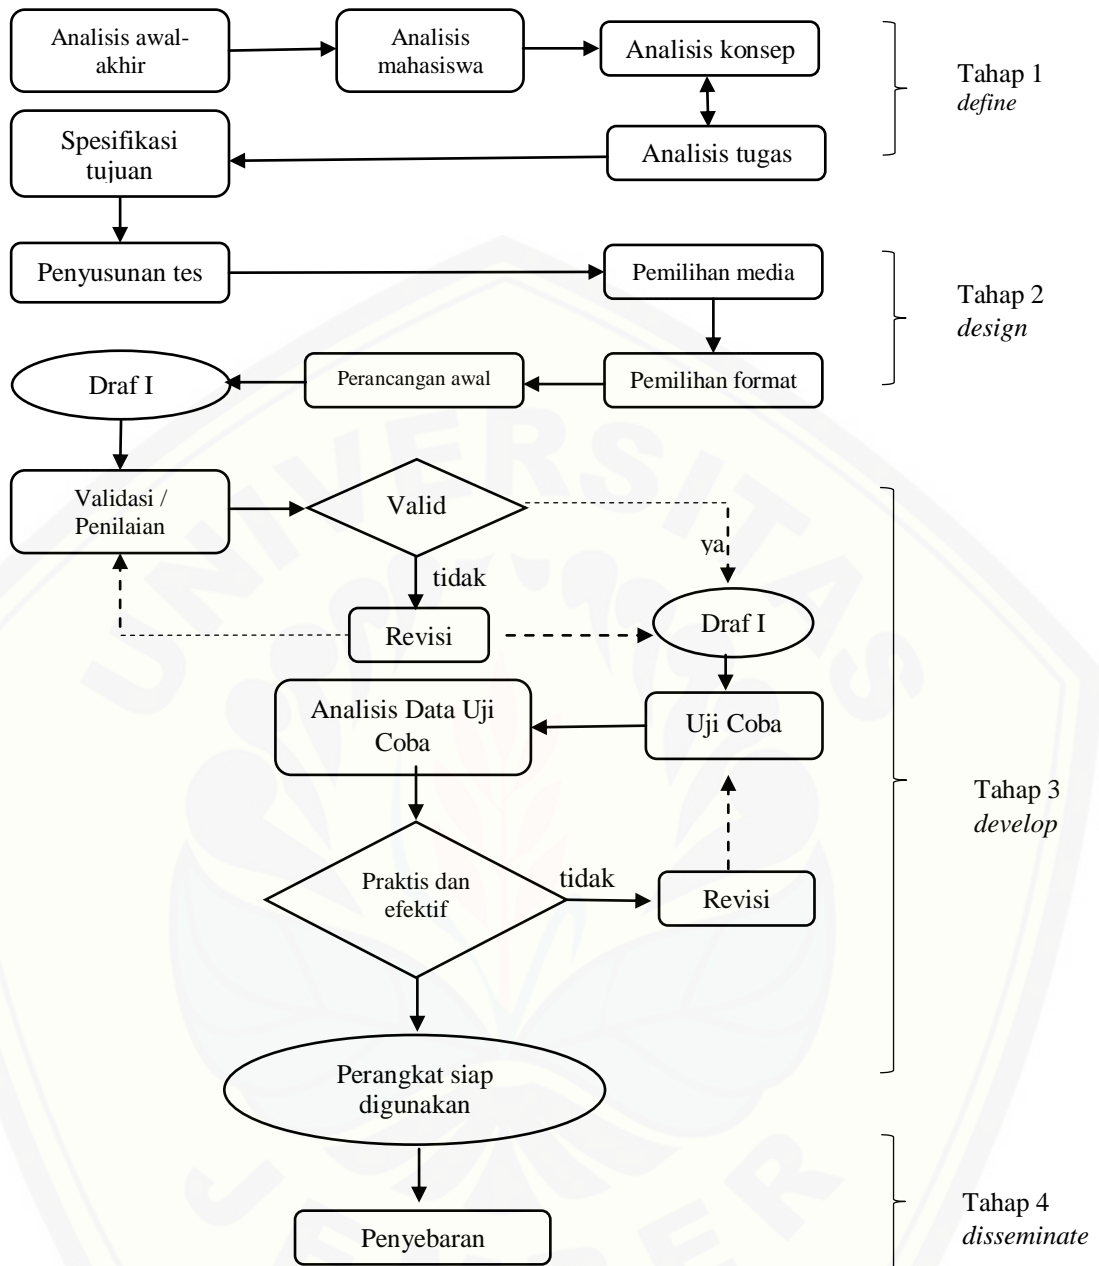 Analisis awal-
akhir
Analisis
mahasiswa
Analisis konsep
Tahap 1
define
Spesifikasi
tujuan
Analisis tugas
Penyusunan tes
Pemilihan media
Tahap 2
design
Draf I
Perancangan awal
Pemilihan format
Validasi /
Penilaian
Valid
ya
tidak
Revisi
Draf I
Analisis Data Uji
Coba
Uji Coba
Tahap 3
develop
Praktis dan
efektif
tidak
Revisi
Perangkat siap
digunakan
Tahap 4
disseminate
Penyebaran
UNIVERSITAS
JEMBER